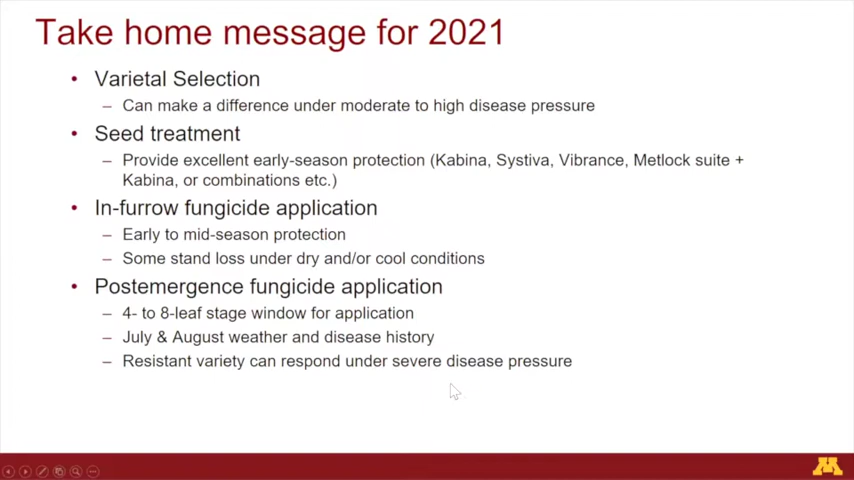 Take home message for 2021
• Varietal Selection
– Can make a difference under moderate to high disease pressure
• Seed treatment
– Provide excellent early-season protection (Kabina, Systiva, Vibrance, Metlock suite +
Kabina, or combinations etc.)
• In-furrow fungicide application
– Early to mid-season protection
– Some stand loss under dry and/or cool conditions
• Postemergence fungicide application
– 4- to 8-leaf stage window for application
– July & August weather and disease history
– Resistant variety can respond under severe disease pressure
M